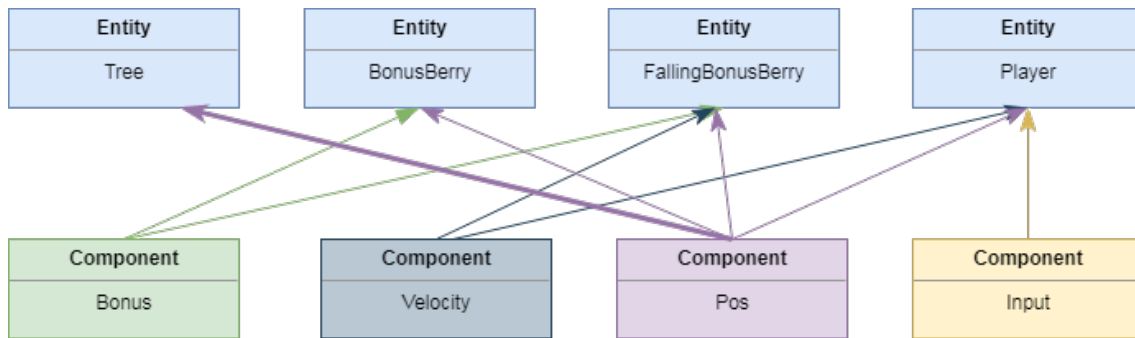 Entity
Tree
Entity
BonusBerry
Entity
FallingBonusBerry
Entity
Player
Component
Bonus
Component
Velocity
Component
Pos
Component
Input